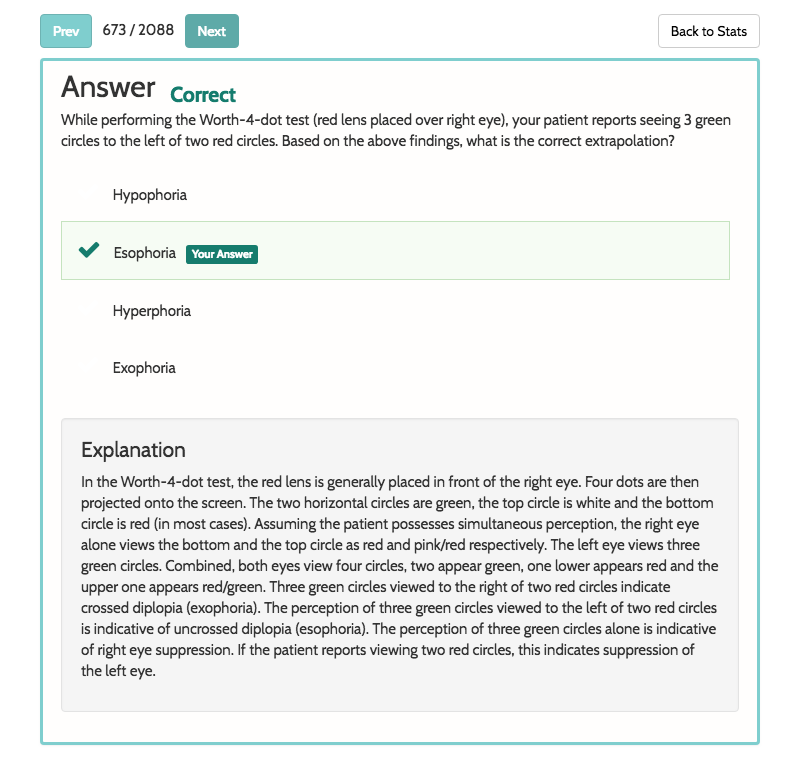 Prev 673 / 2088 Next Back to Stats
Answer Correct
While performing the Worth-4-dot test (red lens placed over right eye), your patient reports seeing 3 green
circles to the left of two red circles. Based on the above findings, what is the correct extrapolation?
Hypophoria
Esophoria Your Answer
Hyperphoria
Exophoria
Explanation
In the Worth-4-dot test, the red lens is generally placed in front of the right eye. Four dots are then
projected onto the screen. The two horizontal circles are green, the top circle is white and the bottom
circle is red (in most cases). Assuming the patient possesses simultaneous perception, the right eye
alone views the bottom and the top circle as red and pink/red respectively. The left eye views three
green circles. Combined, both eyes view four circles, two appear green, one lower appears red and the
upper one appears red/green. Three green circles viewed to the right of two red circles indicate
crossed diplopia (exophoria). The perception of three green circles viewed to the left of two red circles
is indicative of uncrossed diplopia (esophoria). The perception of three green circles alone is indicative
of right eye suppression. If the patient reports viewing two red circles, this indicates suppression of
the left eye.